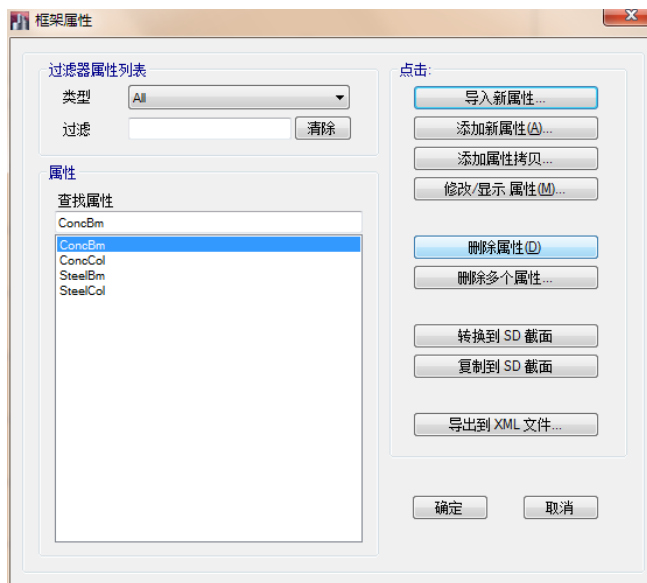 框架属性
过滤器属性列表
类型
All
过滤
清除
属性
查找属性
ConcBm
ConcBm
ConcCol
SteelBm
SteelCol
点击:
导入新属性...
添加新属性(A)...
添加属性拷贝...
修改/显示 属性(M)...
删除属性(D)
删除多个属性...
转换到 SD 截面
复制到 SD 截面
导出到 XML 文件...
确定
取消